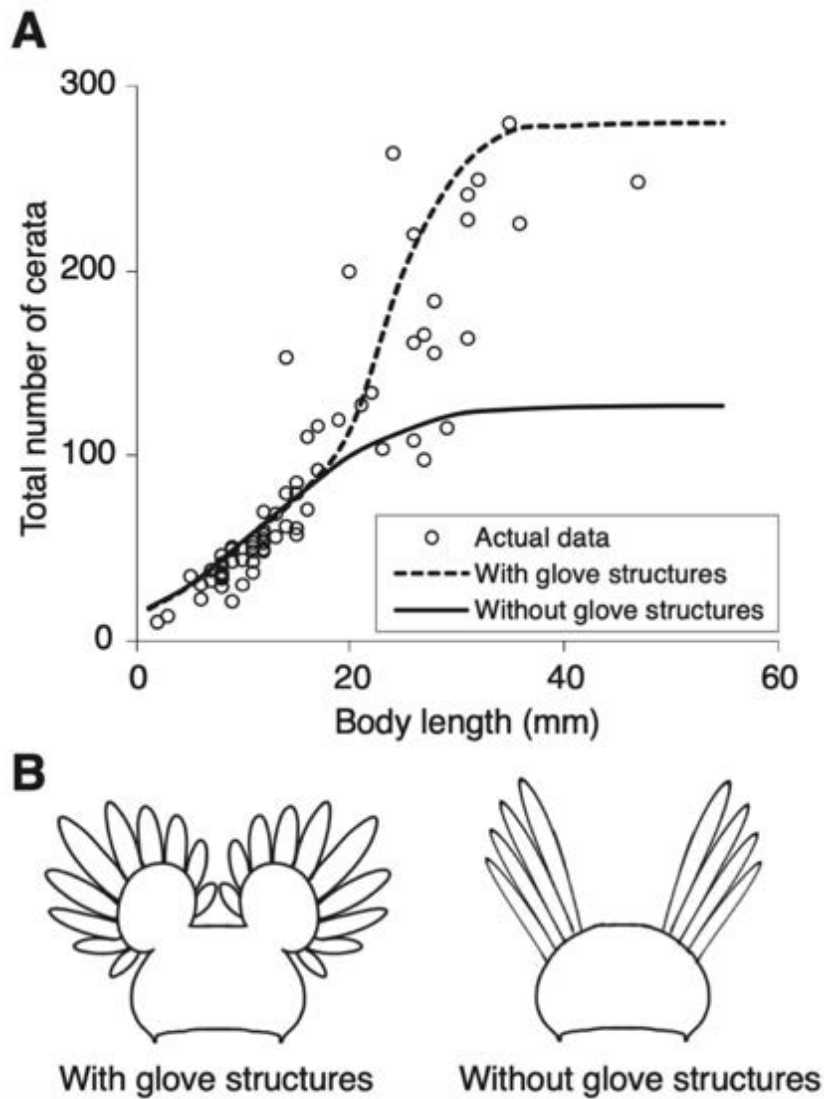 A
300
200
100
0
Total number of cerata
Actual data
With glove structures
Without glove structures
0 20 40 60
Body length (mm)
B
With glove structures Without glove structures